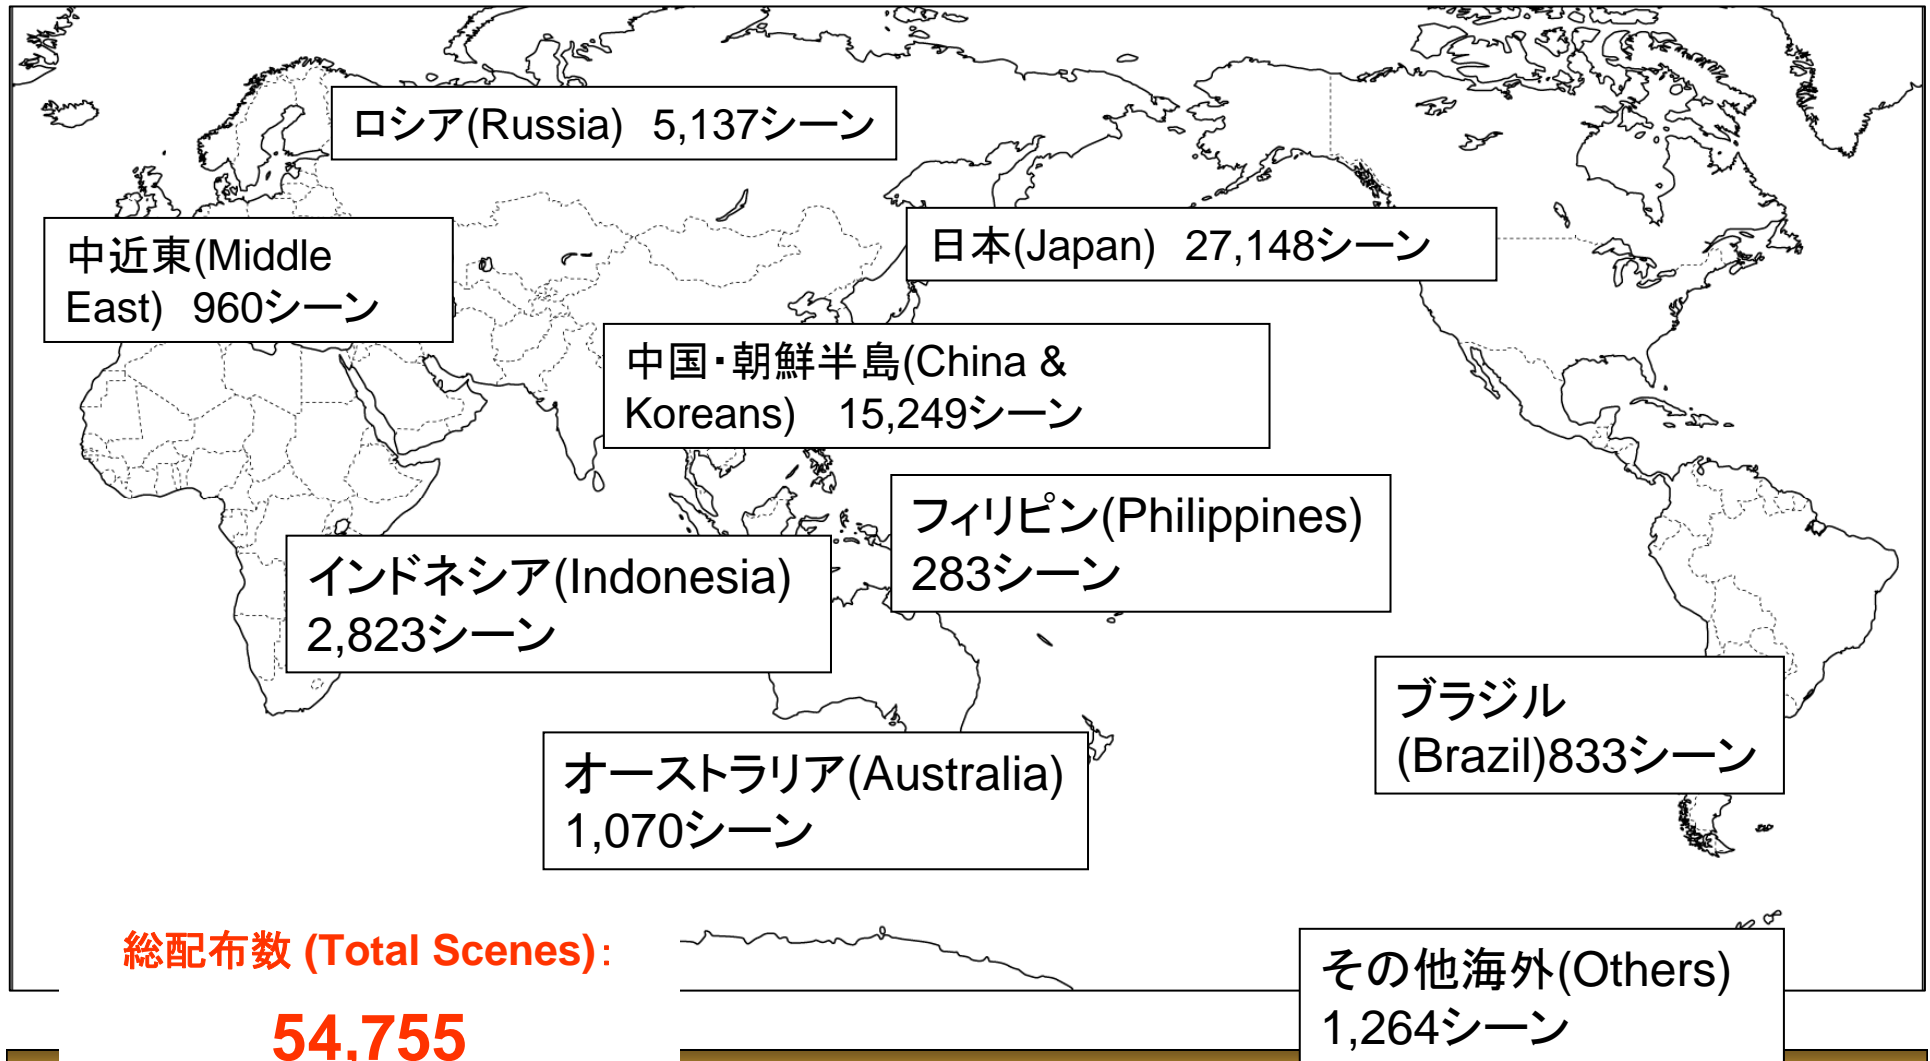 ロシア(Russia) 5,137シーン
中近東(Middle
East) 960シーン
日本(Japan) 27,148シーン
中国・朝鮮半島(China &
Koreans) 15,249シーン
フィリピン(Philippines)
283シーン
インドネシア(Indonesia)
2,823シーン
ブラジル
(Brazil)833シーン
オーストラリア(Australia)
1,070シーン
総配布数 (Total Scenes):
54,755
その他海外(Others)
1,264シーン